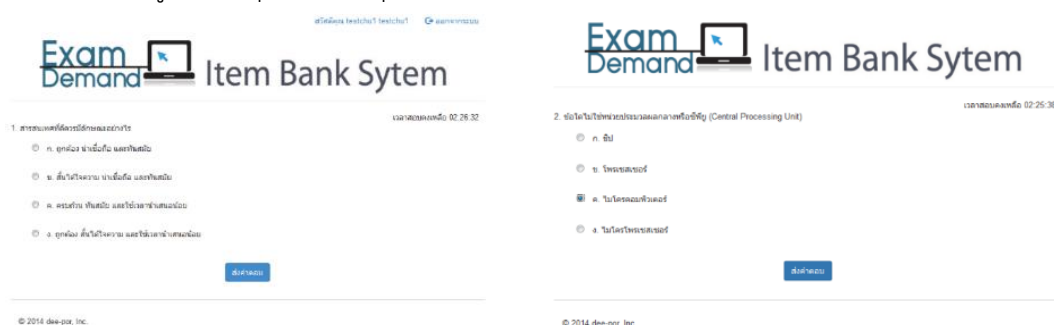 สวัสดีคุณ testchu1 testchu1 ออกจากระบบ
Exam
Demand
Item Bank Sytem
เวลาสอบคงเหลือ 02:26:32
1. สารสนเทศที่ดีควรมีลักษณะอย่างไร
ก. ถูกต้อง น่าเชื่อถือ และทันสมัย
ข. สั้นได้ใจความ น่าเชื่อถือ และทันสมัย
ค. ครบถ้วน ทันสมัย และใช้เวลานำเสนอน้อย
ง. ถูกต้อง สั้นได้ใจความ และใช้เวลานำเสนอน้อย
ส่งคำตอบ
© 2014 dee-por, Inc.
Exam
Demand
Item Bank Sytem
เวลาสอบคงเหลือ 02:25:38
2. ข้อใดไม่ใช่หน่วยประมวลผลกลางหรือซีพียู (Central Processing Unit)
ก. ชิป
ข. โพรเซสเซอร์
ค. ไมโครคอมพิวเตอร์
ง. ไมโครโพรเซสเซอร์
ส่งคำตอบ
© 2014 dee-por, Inc.